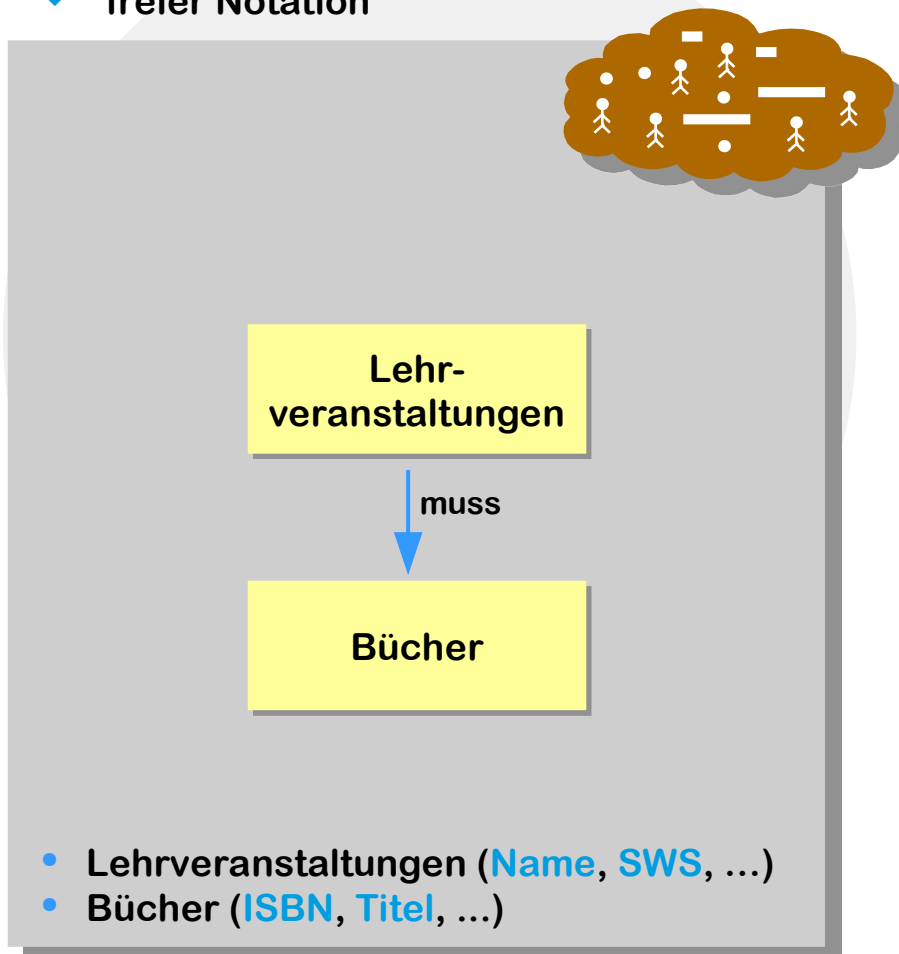 freier Notation
Lehr-
veranstaltungen
muss
Bücher
• Lehrveranstaltungen (Name, SWS, ...)
• Bücher (ISBN, Titel, ...)